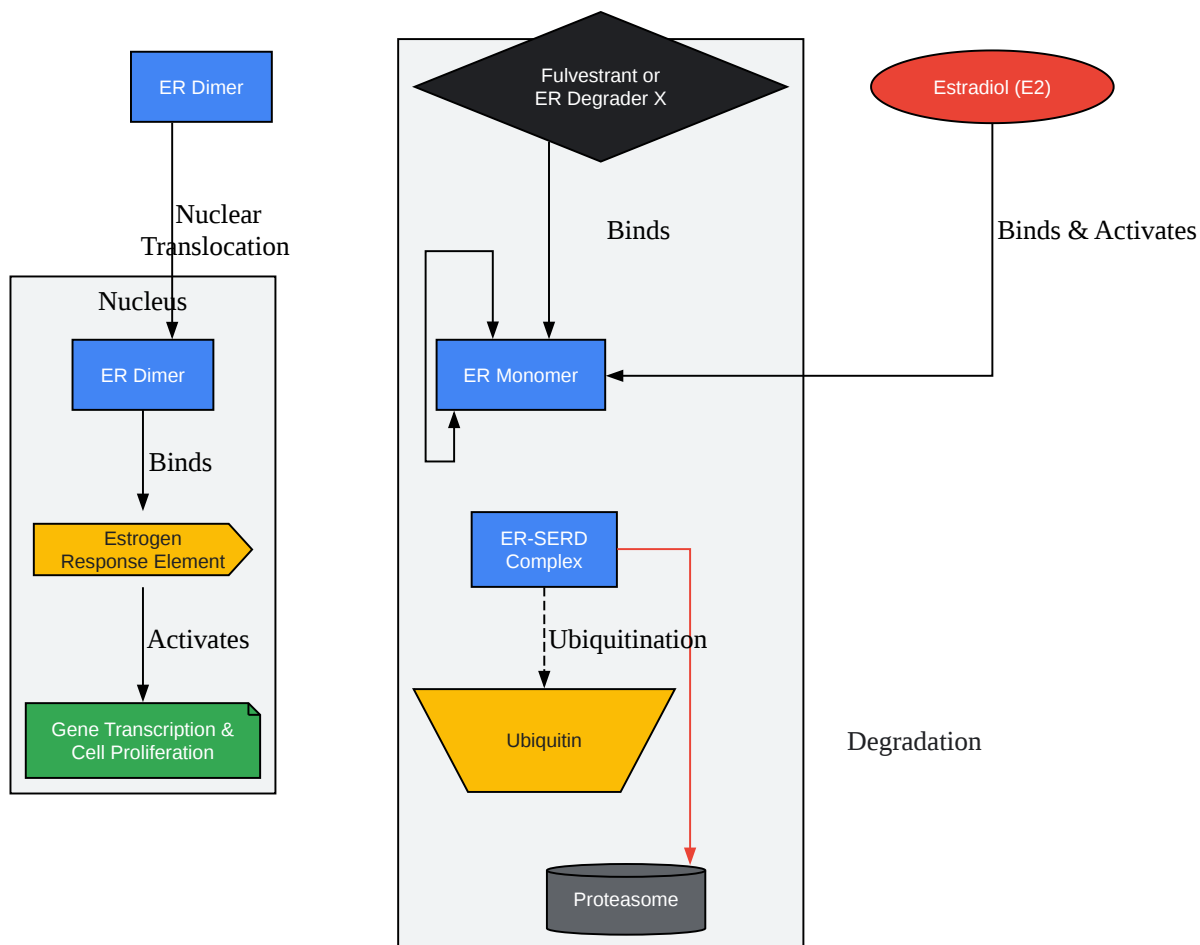 ER Dimer
Fulvestrant or
ER Degrader X
Estradiol (E2)
Nuclear
Translocation
Binds
Binds & Activates
Nucleus
ER Dimer
ER Monomer
Binds
Estrogen
Response Element
ER-SERD
Complex
Activates
Ubiquitination
Gene Transcription &
Cell Proliferation
Ubiquitin
Degradation
Proteasome